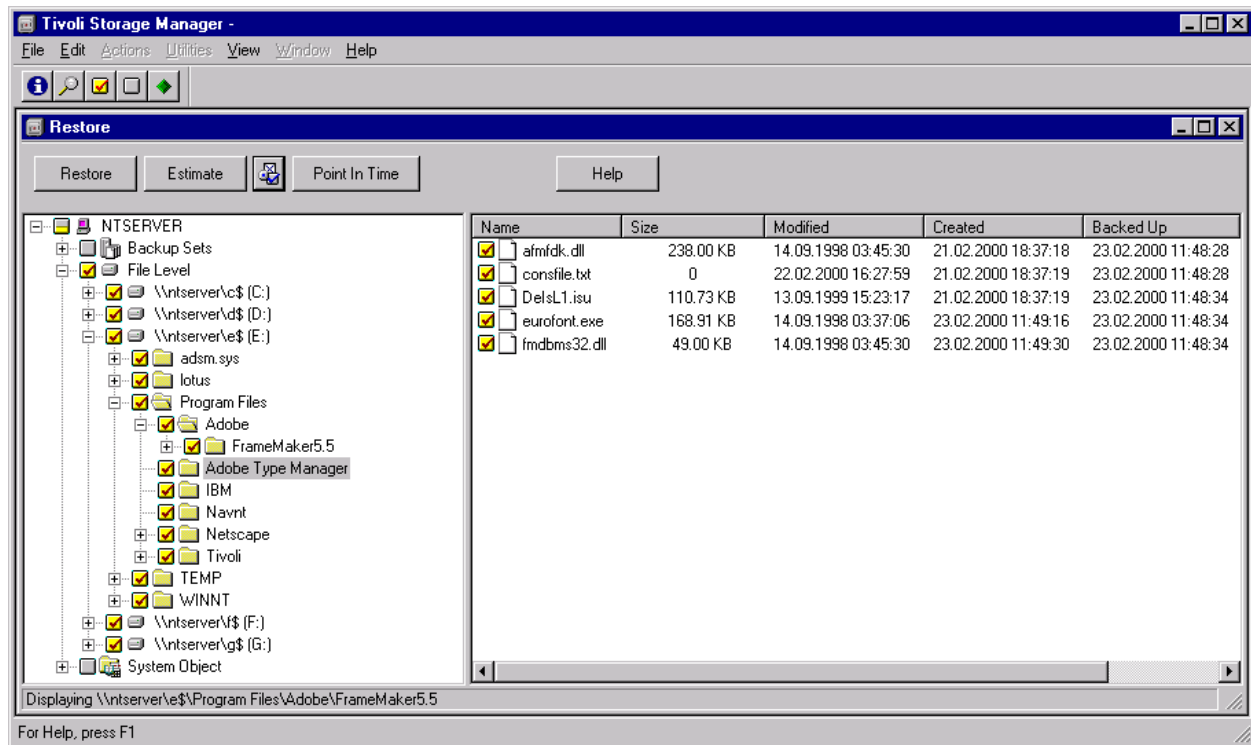 Tivoli Storage Manager -
File Edit Actions Utilities View Window Help
Restore
Restore Estimate Point In Time Help
NTSERVER
Backup Sets
File Level
\\ntserver\c$ (C:)
\\ntserver\d$ (D:)
\\ntserver\e$ (E:)
adsm.sys
lotus
Program Files
Adobe
FrameMaker5.5
Adobe Type Manager
IBM
Navnt
Netscape
Tivoli
TEMP
WINNT
\\ntserver\f$ (F:)
\\ntserver\g$ (G:)
System Object
Name Size Modified Created Backed Up
afmfdk.dll 238.00 KB 14.09.1998 03:45:30 21.02.2000 18:37:18 23.02.2000 11:48:28
consfile.txt 0 22.02.2000 16:27:59 21.02.2000 18:37:19 23.02.2000 11:48:28
DelsL1.isu 110.73 KB 13.09.1999 15:23:17 21.02.2000 18:37:19 23.02.2000 11:48:34
eurofont.exe 168.91 KB 14.09.1998 03:37:06 23.02.2000 11:49:16 23.02.2000 11:48:34
fmdbms32.dll 49.00 KB 14.09.1998 03:45:30 23.02.2000 11:49:30 23.02.2000 11:48:34
Displaying \\ntserver\e$\Program Files\Adobe\FrameMaker5.5
For Help, press F1